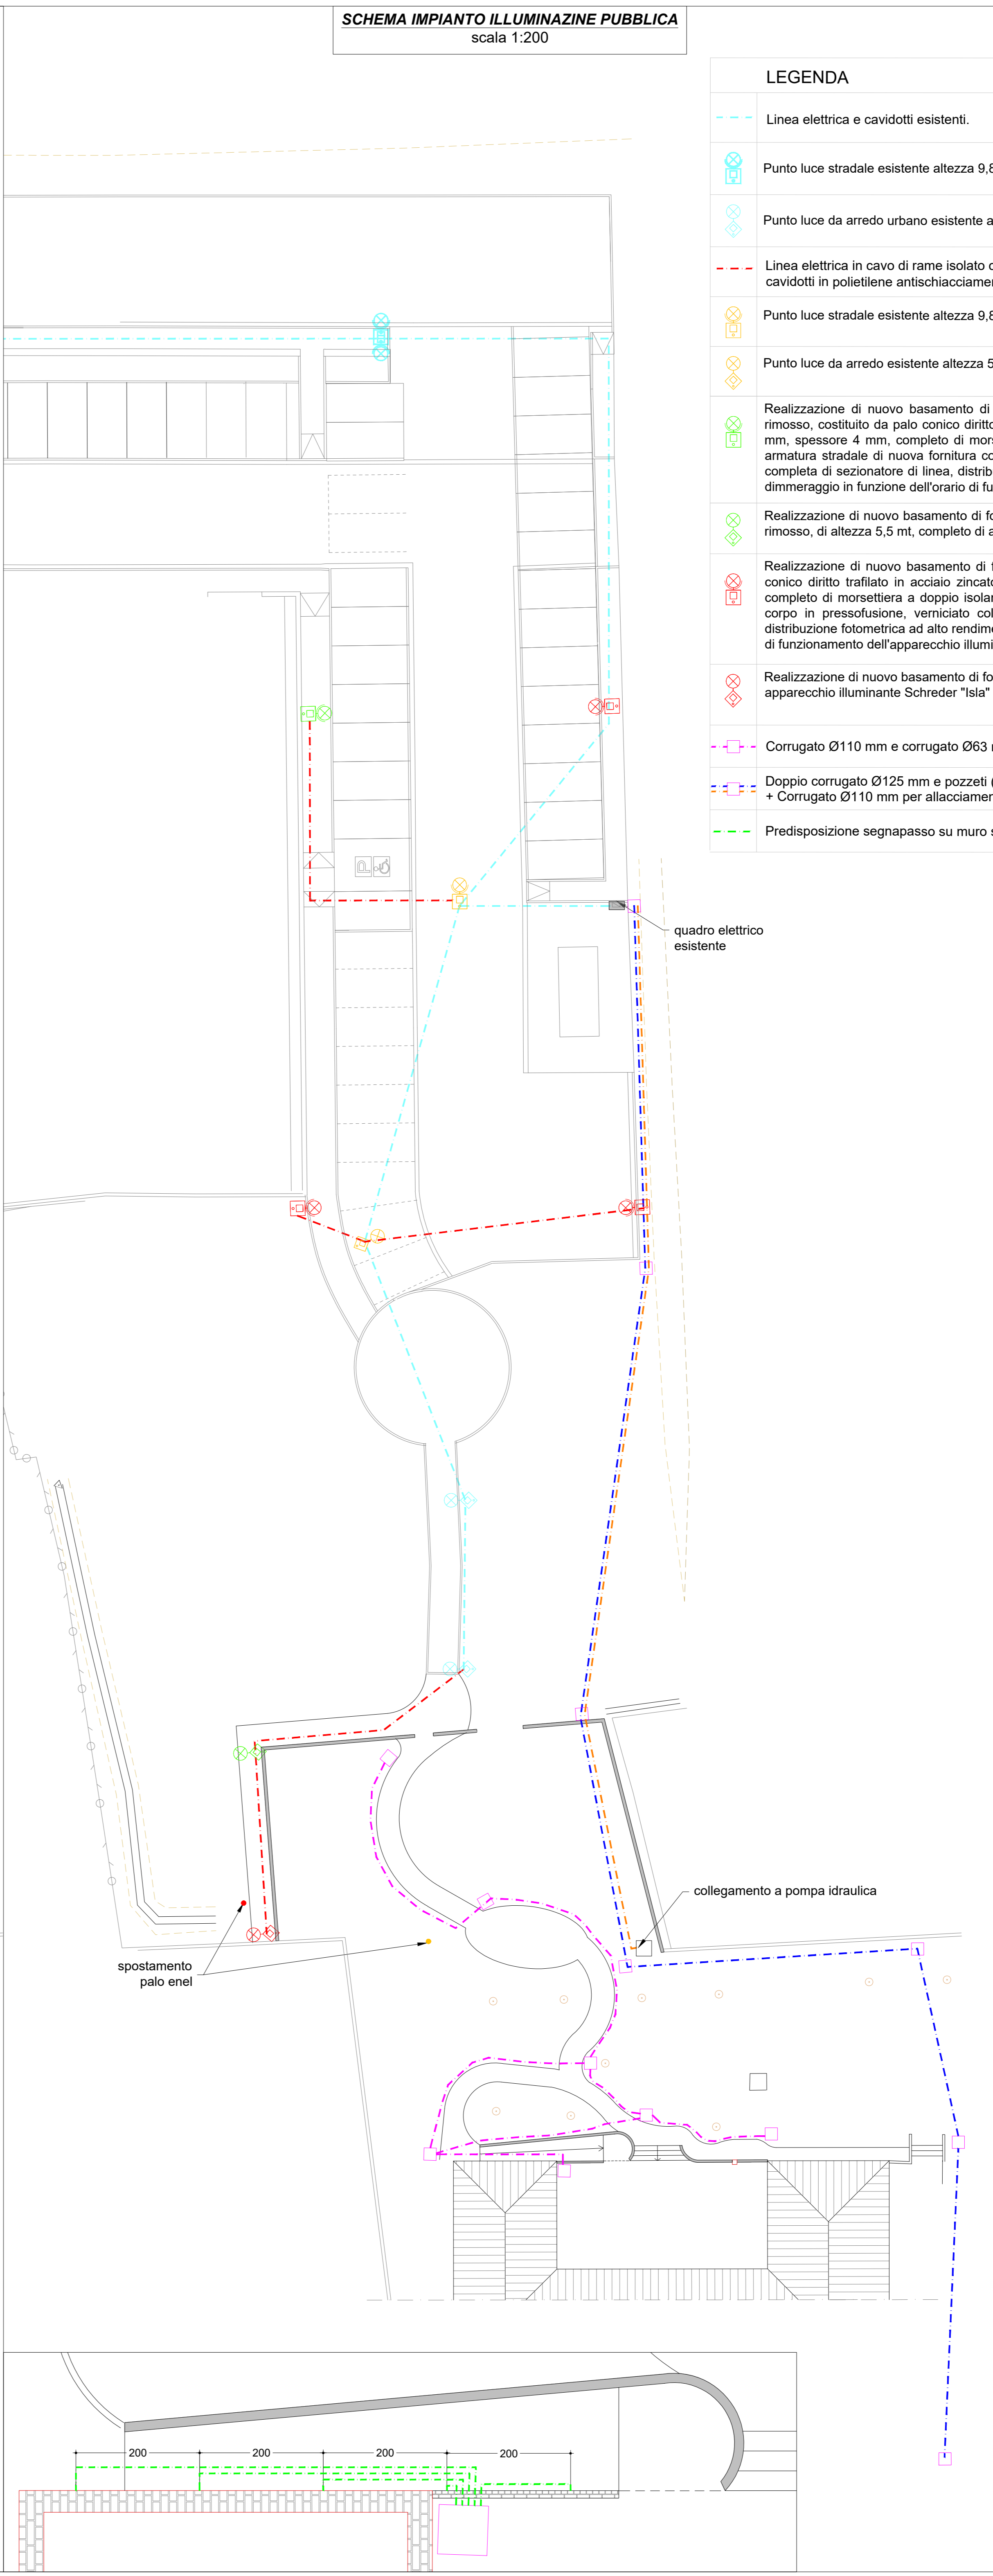 SCHEMA IMPIANTO ILLUMINAZINE PUBBLICA
scala 1:200
LEGENDA
Linea elettrica e cavidotti esistenti.
Punto luce stradale esistente altezza 9,8
Punto luce da arredo urbano esistente a
Linea elettrica in cavo di rame isolato
cavidotti in polietilene antischiacciamen
Punto luce stradale esistente altezza 9,8
Punto luce da arredo esistente altezza 5
Realizzazione di nuovo basamento di
rimosso, costituito da palo conico diritto
mm, spessore 4 mm, completo di mors
armatura stradale di nuova fornitura co
completa di sezionatore di linea, distrib
dimmeraggio in funzione dell'orario di fu
Realizzazione di nuovo basamento di fo
rimosso, di altezza 5,5 mt, completo di a
Realizzazione di nuovo basamento di f
conico diritto trafilato in acciaio zincato
completo di morsettiera a doppio isolam
corpo in pressofusione, verniciato col
distribuzione fotometrica ad alto rendime
di funzionamento dell'apparecchio illumi
Realizzazione di nuovo basamento di fo
apparecchio illuminante Schreder "Isla"
Corrugato Ø110 mm e corrugato Ø63
Doppio corrugato Ø125 mm e pozzeti (
+ Corrugato Ø110 mm per allacciamen
Predisposizione segnapasso su muro s
P
quadro elettrico
esistente
collegamento a pompa idraulica
spostamento
palo enel
200 200 200 200